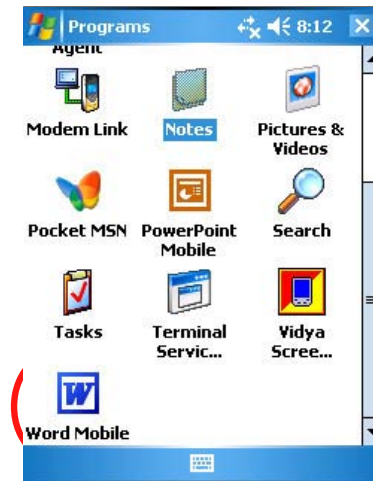 Programs 8:12
Agent
Modem Link Notes Pictures &
Videos
Pocket MSN PowerPoint Search
Mobile
Tasks Terminal Vidya
Servic... Scree...
Word Mobile